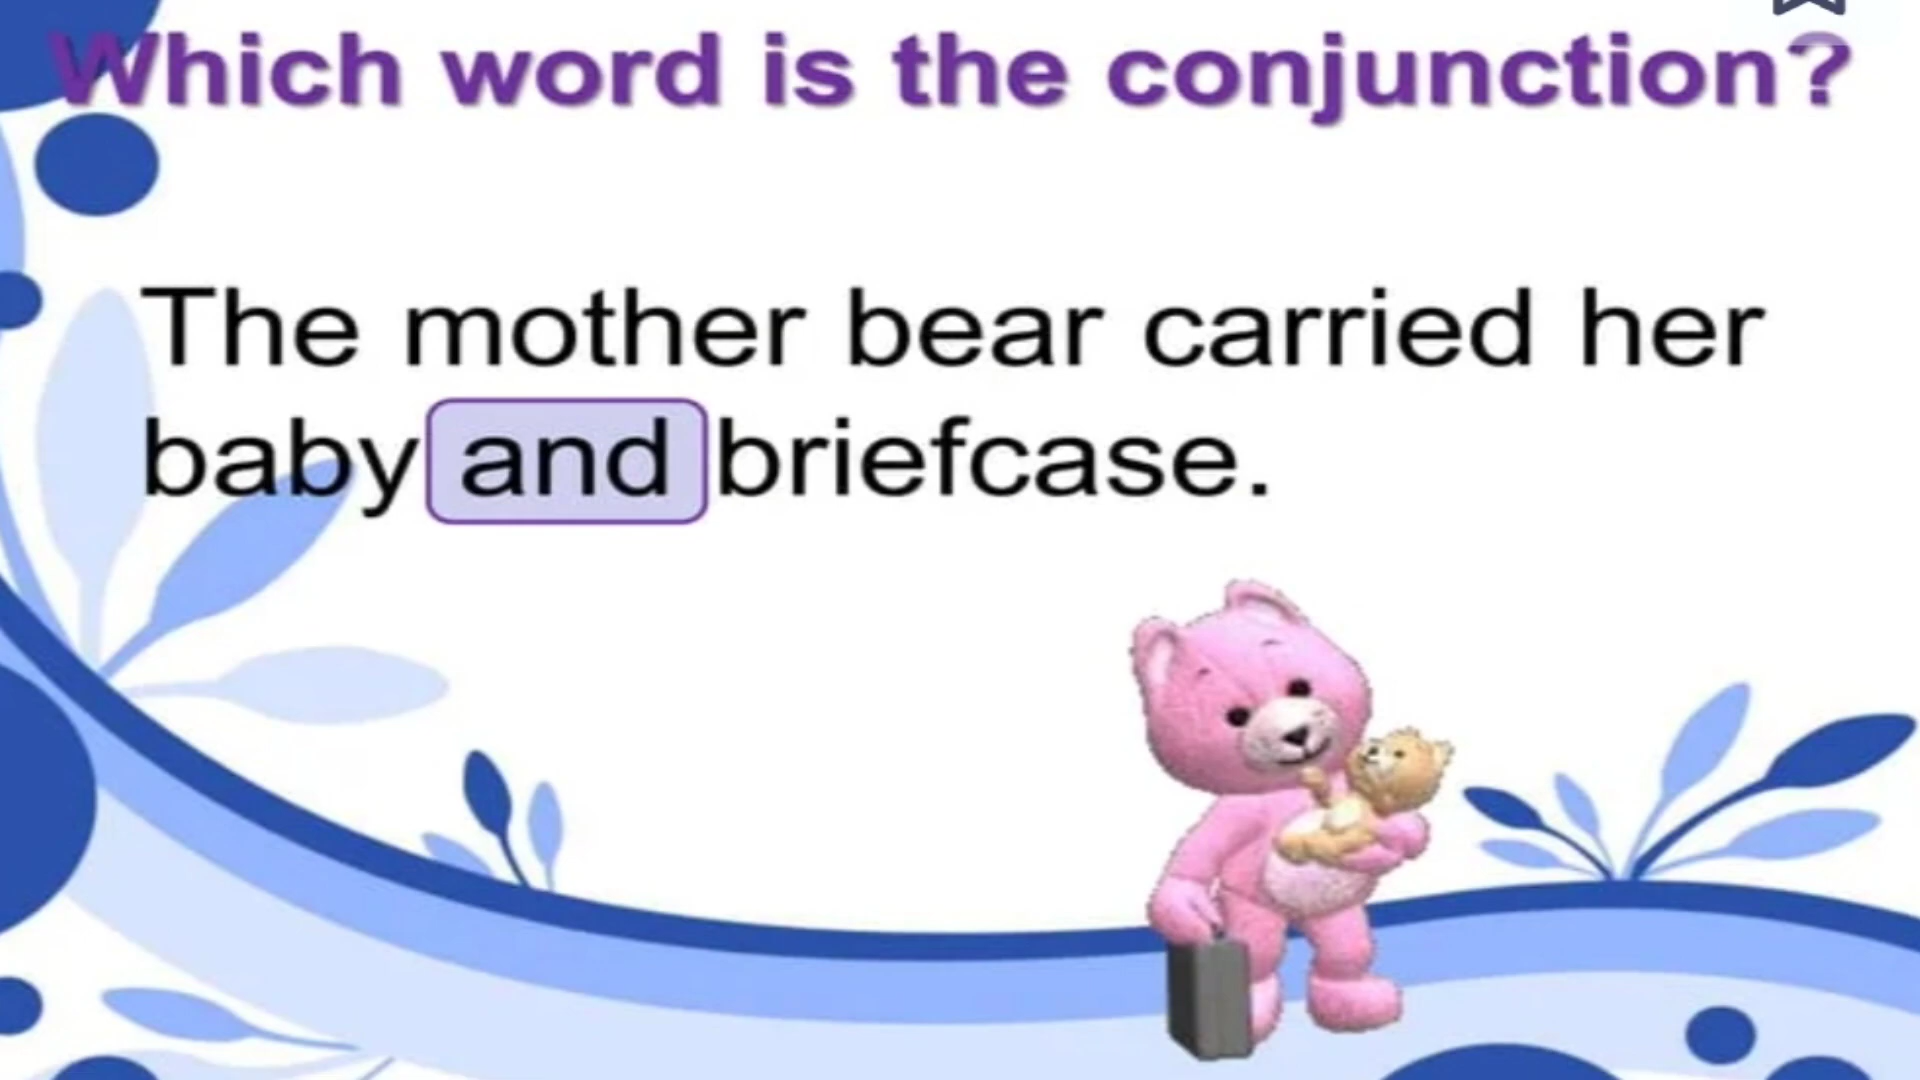 Which word is the conjunction?
The mother bear carried her
baby and briefcase.